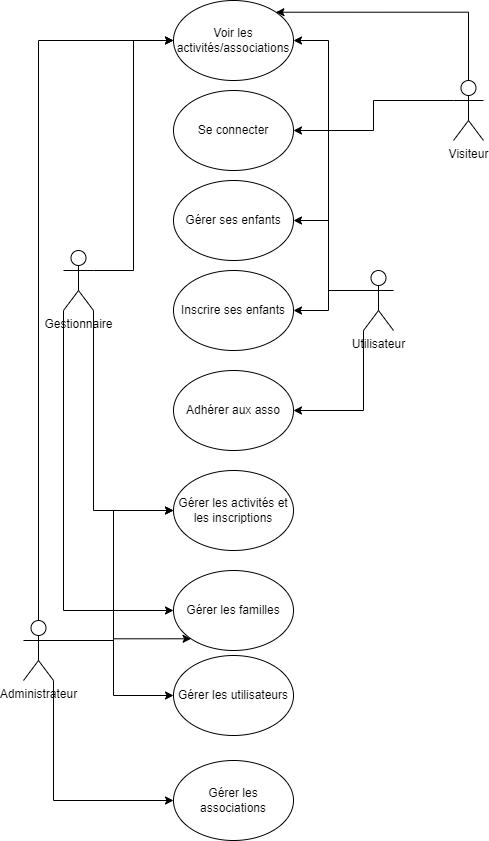 Voir les
activités/associations
Se connecter
Visiteur
Gérer ses enfants
Inscrire ses enfants
Gestionnaire
Utilisateur
Adhérer aux asso
Gérer les activités et
les inscriptions
Gérer les familles
Administrateur
Gérer les utilisateurs
Gérer les
associations